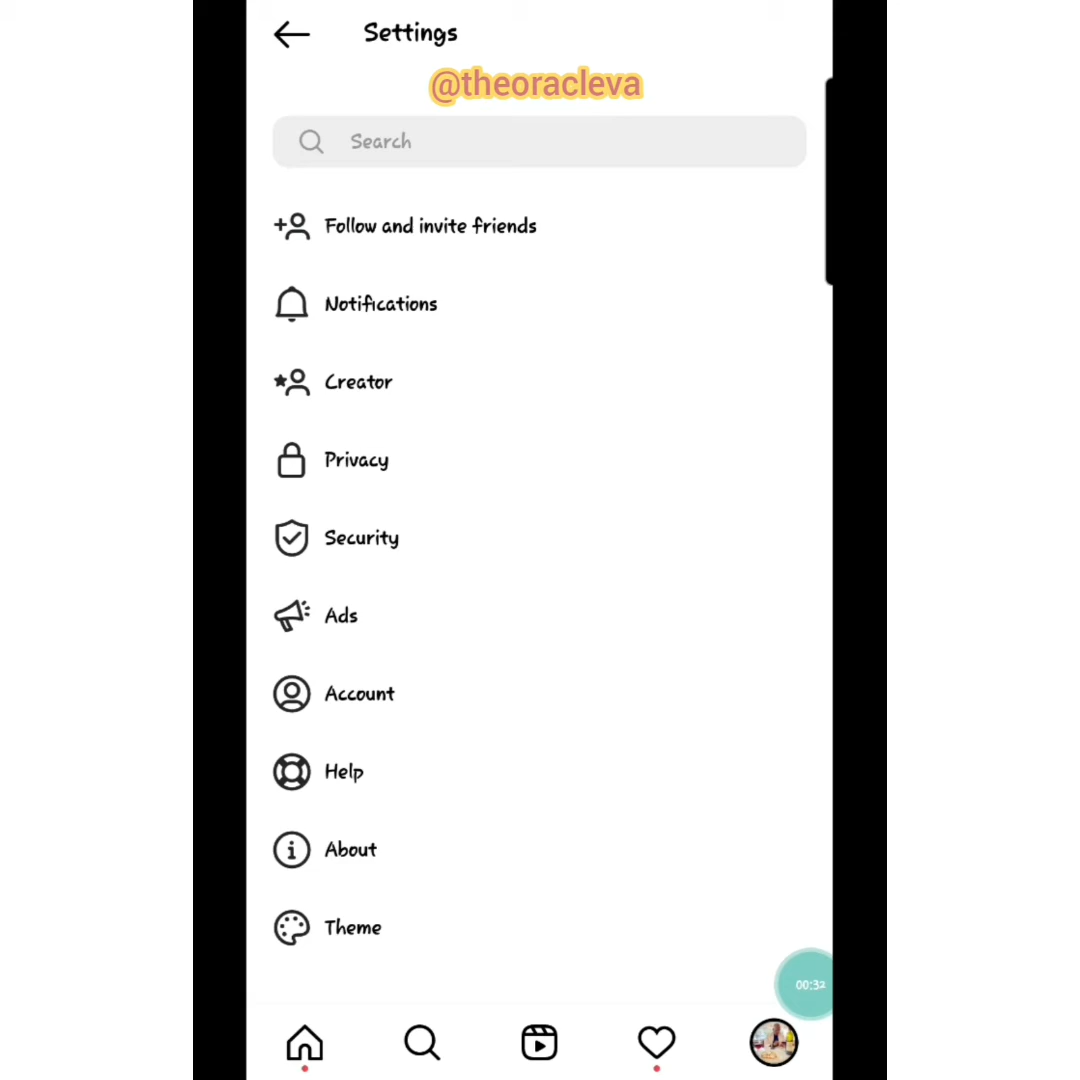 Settings
@theoracleva
Search
Follow and invite friends
Notifications
Creator
Privacy
Security
Ads
Account
Help
About
Theme
00:32